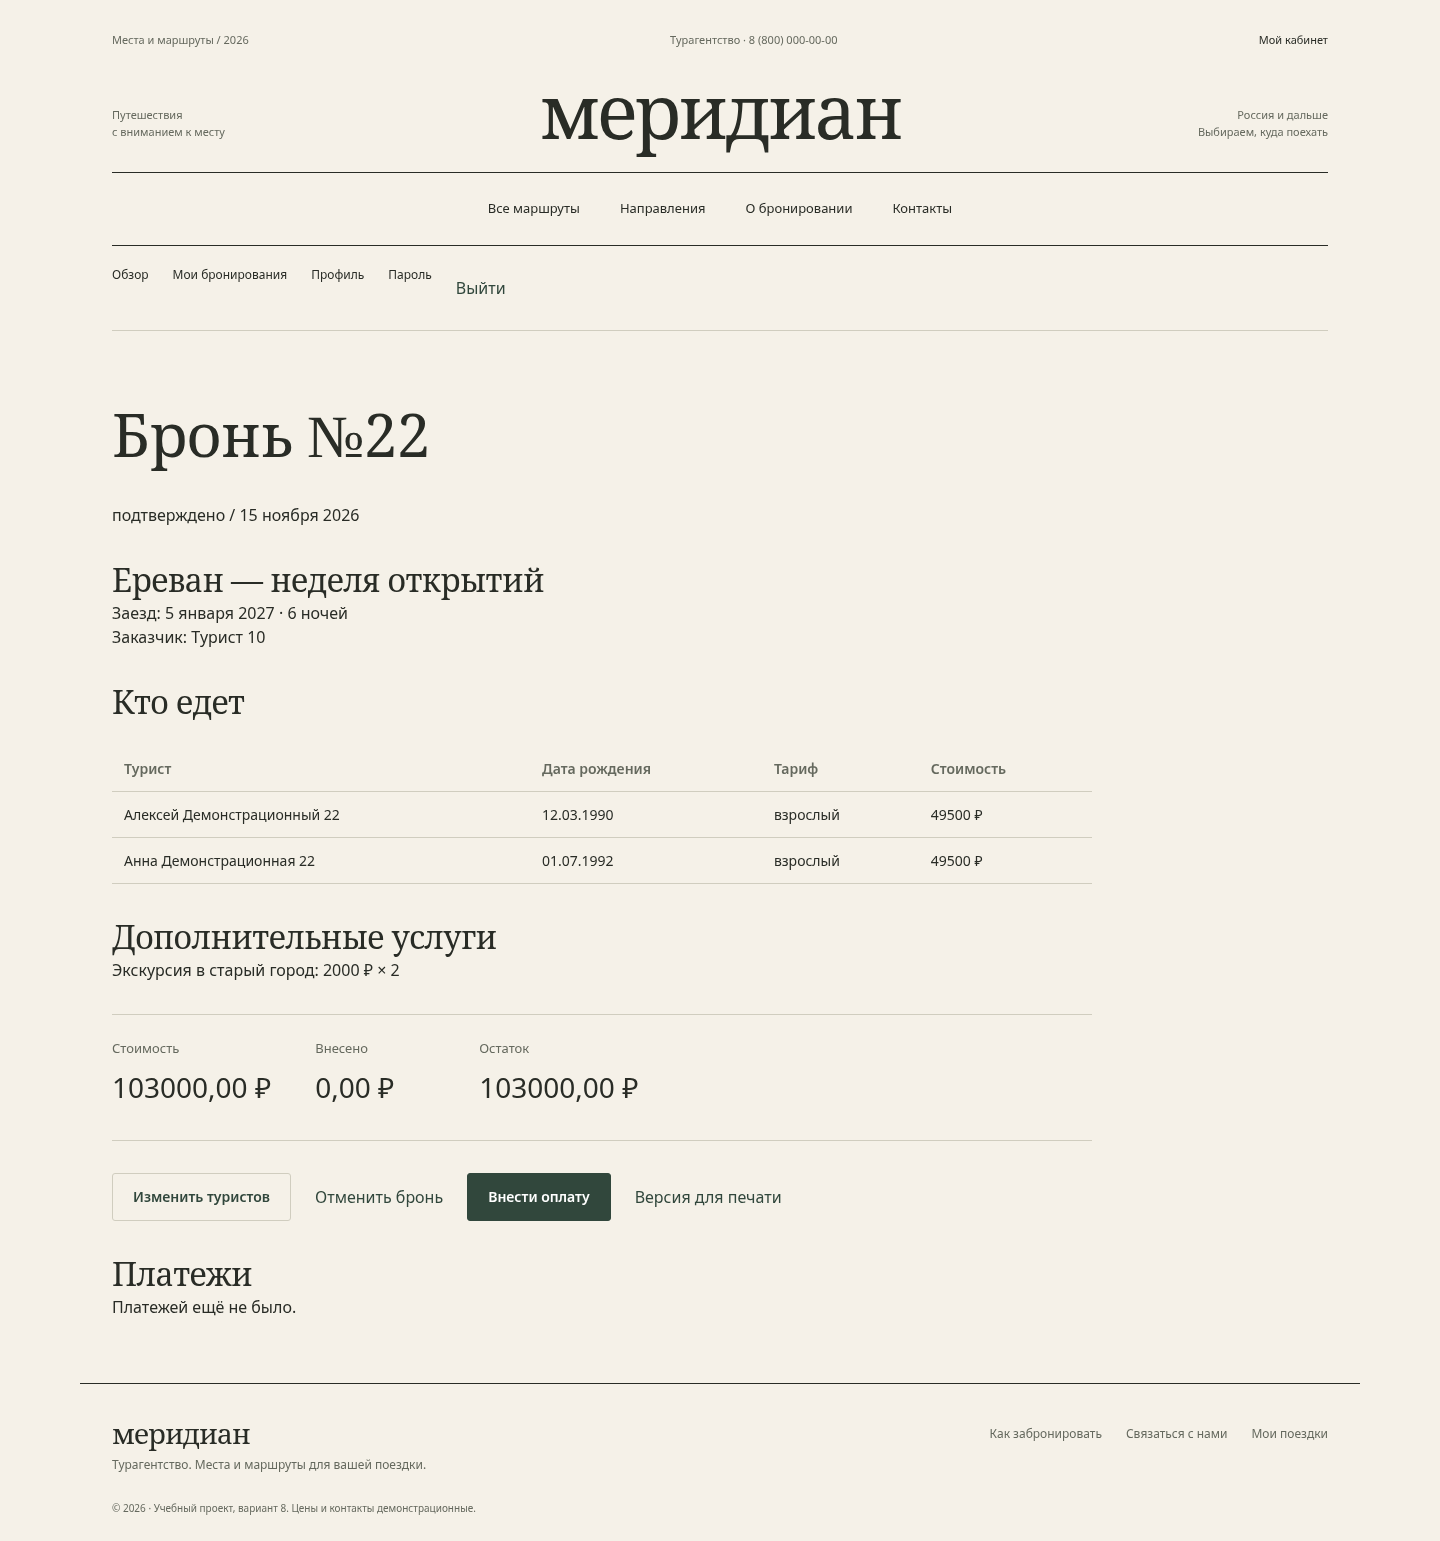 Места и маршруты / 2026
Турагентство · 8 (800) 000-00-00
Мой кабинет
Путешествия
с вниманием к месту
меридиан
Россия и дальше
Выбираем, куда поехать
Все маршруты Направления О бронировании Контакты
Обзор Мои бронирования Профиль Пароль Выйти
Бронь №22
подтверждено / 15 ноября 2026
Ереван — неделя открытий
Заезд: 5 января 2027 · 6 ночей
Заказчик: Турист 10
Кто едет
Турист Дата рождения Тариф Стоимость
Алексей Демонстрационный 22 12.03.1990 взрослый 49500 ₽
Анна Демонстрационная 22 01.07.1992 взрослый 49500 ₽
Дополнительные услуги
Экскурсия в старый город: 2000 ₽ × 2
Стоимость Внесено Остаток
103000,00 ₽ 0,00 ₽ 103000,00 ₽
Изменить туристов Отменить бронь Внести оплату Версия для печати
Платежи
Платежей ещё не было.
меридиан
Турагентство. Места и маршруты для вашей поездки.
Как забронировать Связаться с нами Мои поездки
© 2026 · Учебный проект, вариант 8. Цены и контакты демонстрационные.